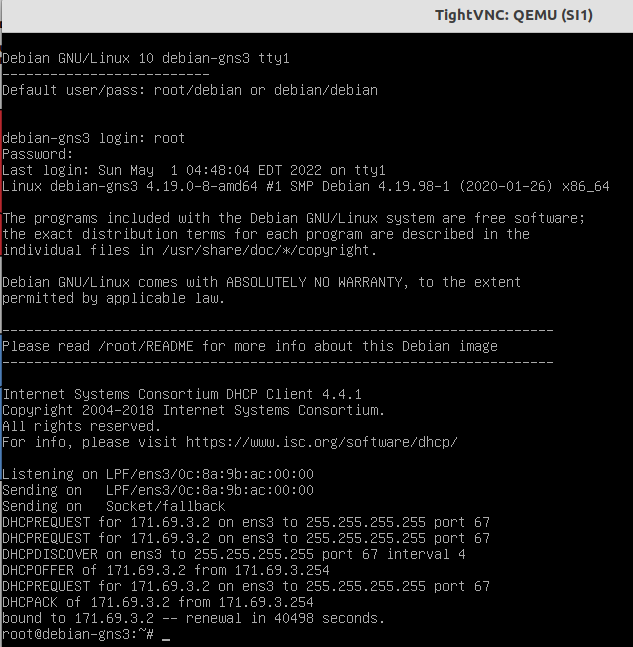 TightVNC: QEMU (SI1)
Debian GNU/Linux 10 debian-gns3 tty1
--------------------------
Default user/pass: root/debian or debian/debian
debian-gns3 login: root
Password:
Last login: Sun May  1 04:48:04 EDT 2022 on tty1
Linux debian-gns3 4.19.0-8-amd64 #1 SMP Debian 4.19.98-1 (2020-01-26) x86_64
The programs included with the Debian GNU/Linux system are free software;
the exact distribution terms for each program are described in the
individual files in /usr/share/doc/*/copyright.
Debian GNU/Linux comes with ABSOLUTELY NO WARRANTY, to the extent
permitted by applicable law.
---------------------------------------------------------------------
Please read /root/README for more info about this Debian image
---------------------------------------------------------------------
Internet Systems Consortium DHCP Client 4.4.1
Copyright 2004-2018 Internet Systems Consortium.
All rights reserved.
For info, please visit https://www.isc.org/software/dhcp/
Listening on LPF/ens3/0c:8a:9b:ac:00:00
Sending on   LPF/ens3/0c:8a:9b:ac:00:00
Sending on   Socket/fallback
DHCPREQUEST for 171.69.3.2 on ens3 to 255.255.255.255 port 67
DHCPREQUEST for 171.69.3.2 on ens3 to 255.255.255.255 port 67
DHCPDISCOVER on ens3 to 255.255.255.255 port 67 interval 4
DHCPOFFER of 171.69.3.2 from 171.69.3.254
DHCPREQUEST for 171.69.3.2 on ens3 to 255.255.255.255 port 67
DHCPACK of 171.69.3.2 from 171.69.3.254
bound to 171.69.3.2 -- renewal in 40498 seconds.
root@debian-gns3:~# _